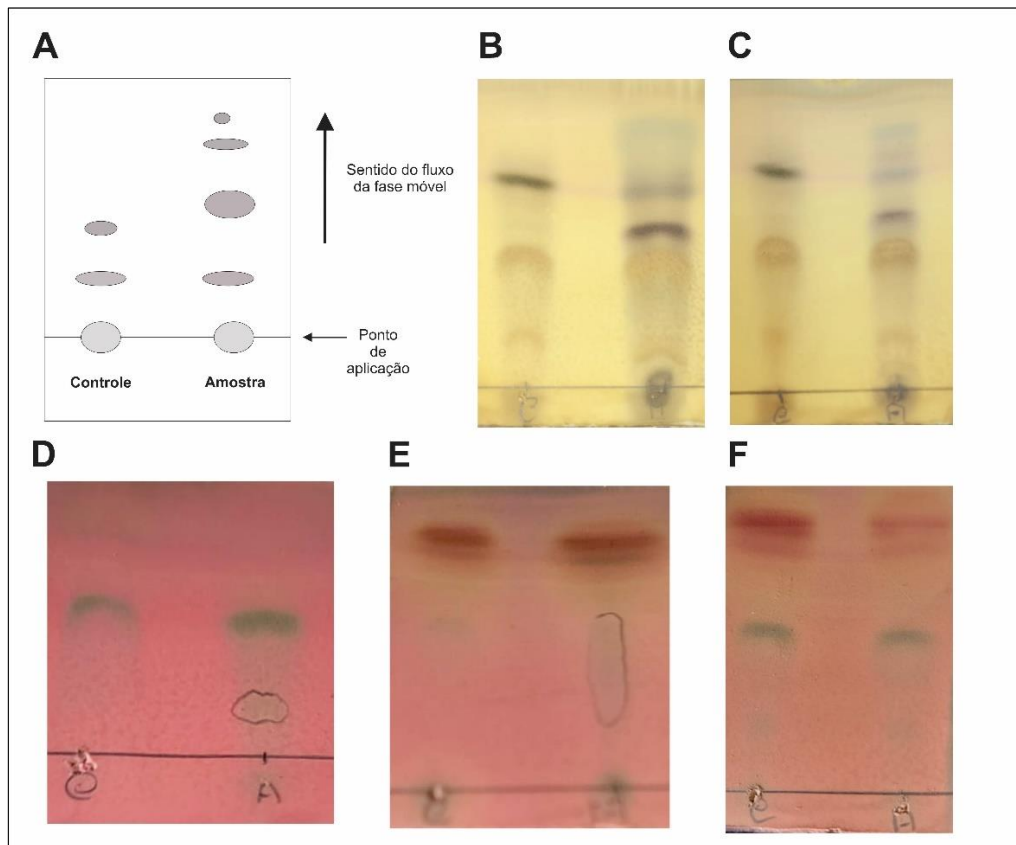 A
B
C
Sentido do fluxo
da fase móvel
Ponto
de
aplicação
Controle
Amostra
C
A
C
A
D
E
F
C
A
C
A
C
A